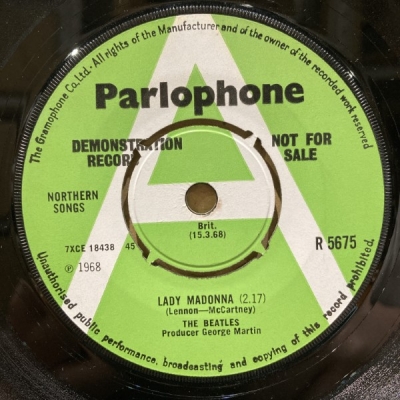 The Gramophone Co. Ltd. · All rights of the Manufacturer and of the owner of the recorded work reserved
Parlophone
DEMONSTRATION
RECORD
NOT FOR
SALE
NORTHERN
SONGS
Brit.
(15.3.68)
7XCE 18438 45
R 5675
℗ 1968
LADY MADONNA (2.17)
(Lennon—McCartney)
THE BEATLES
Producer George Martin
Unauthorised public performance, broadcasting and copying of this record prohibited.